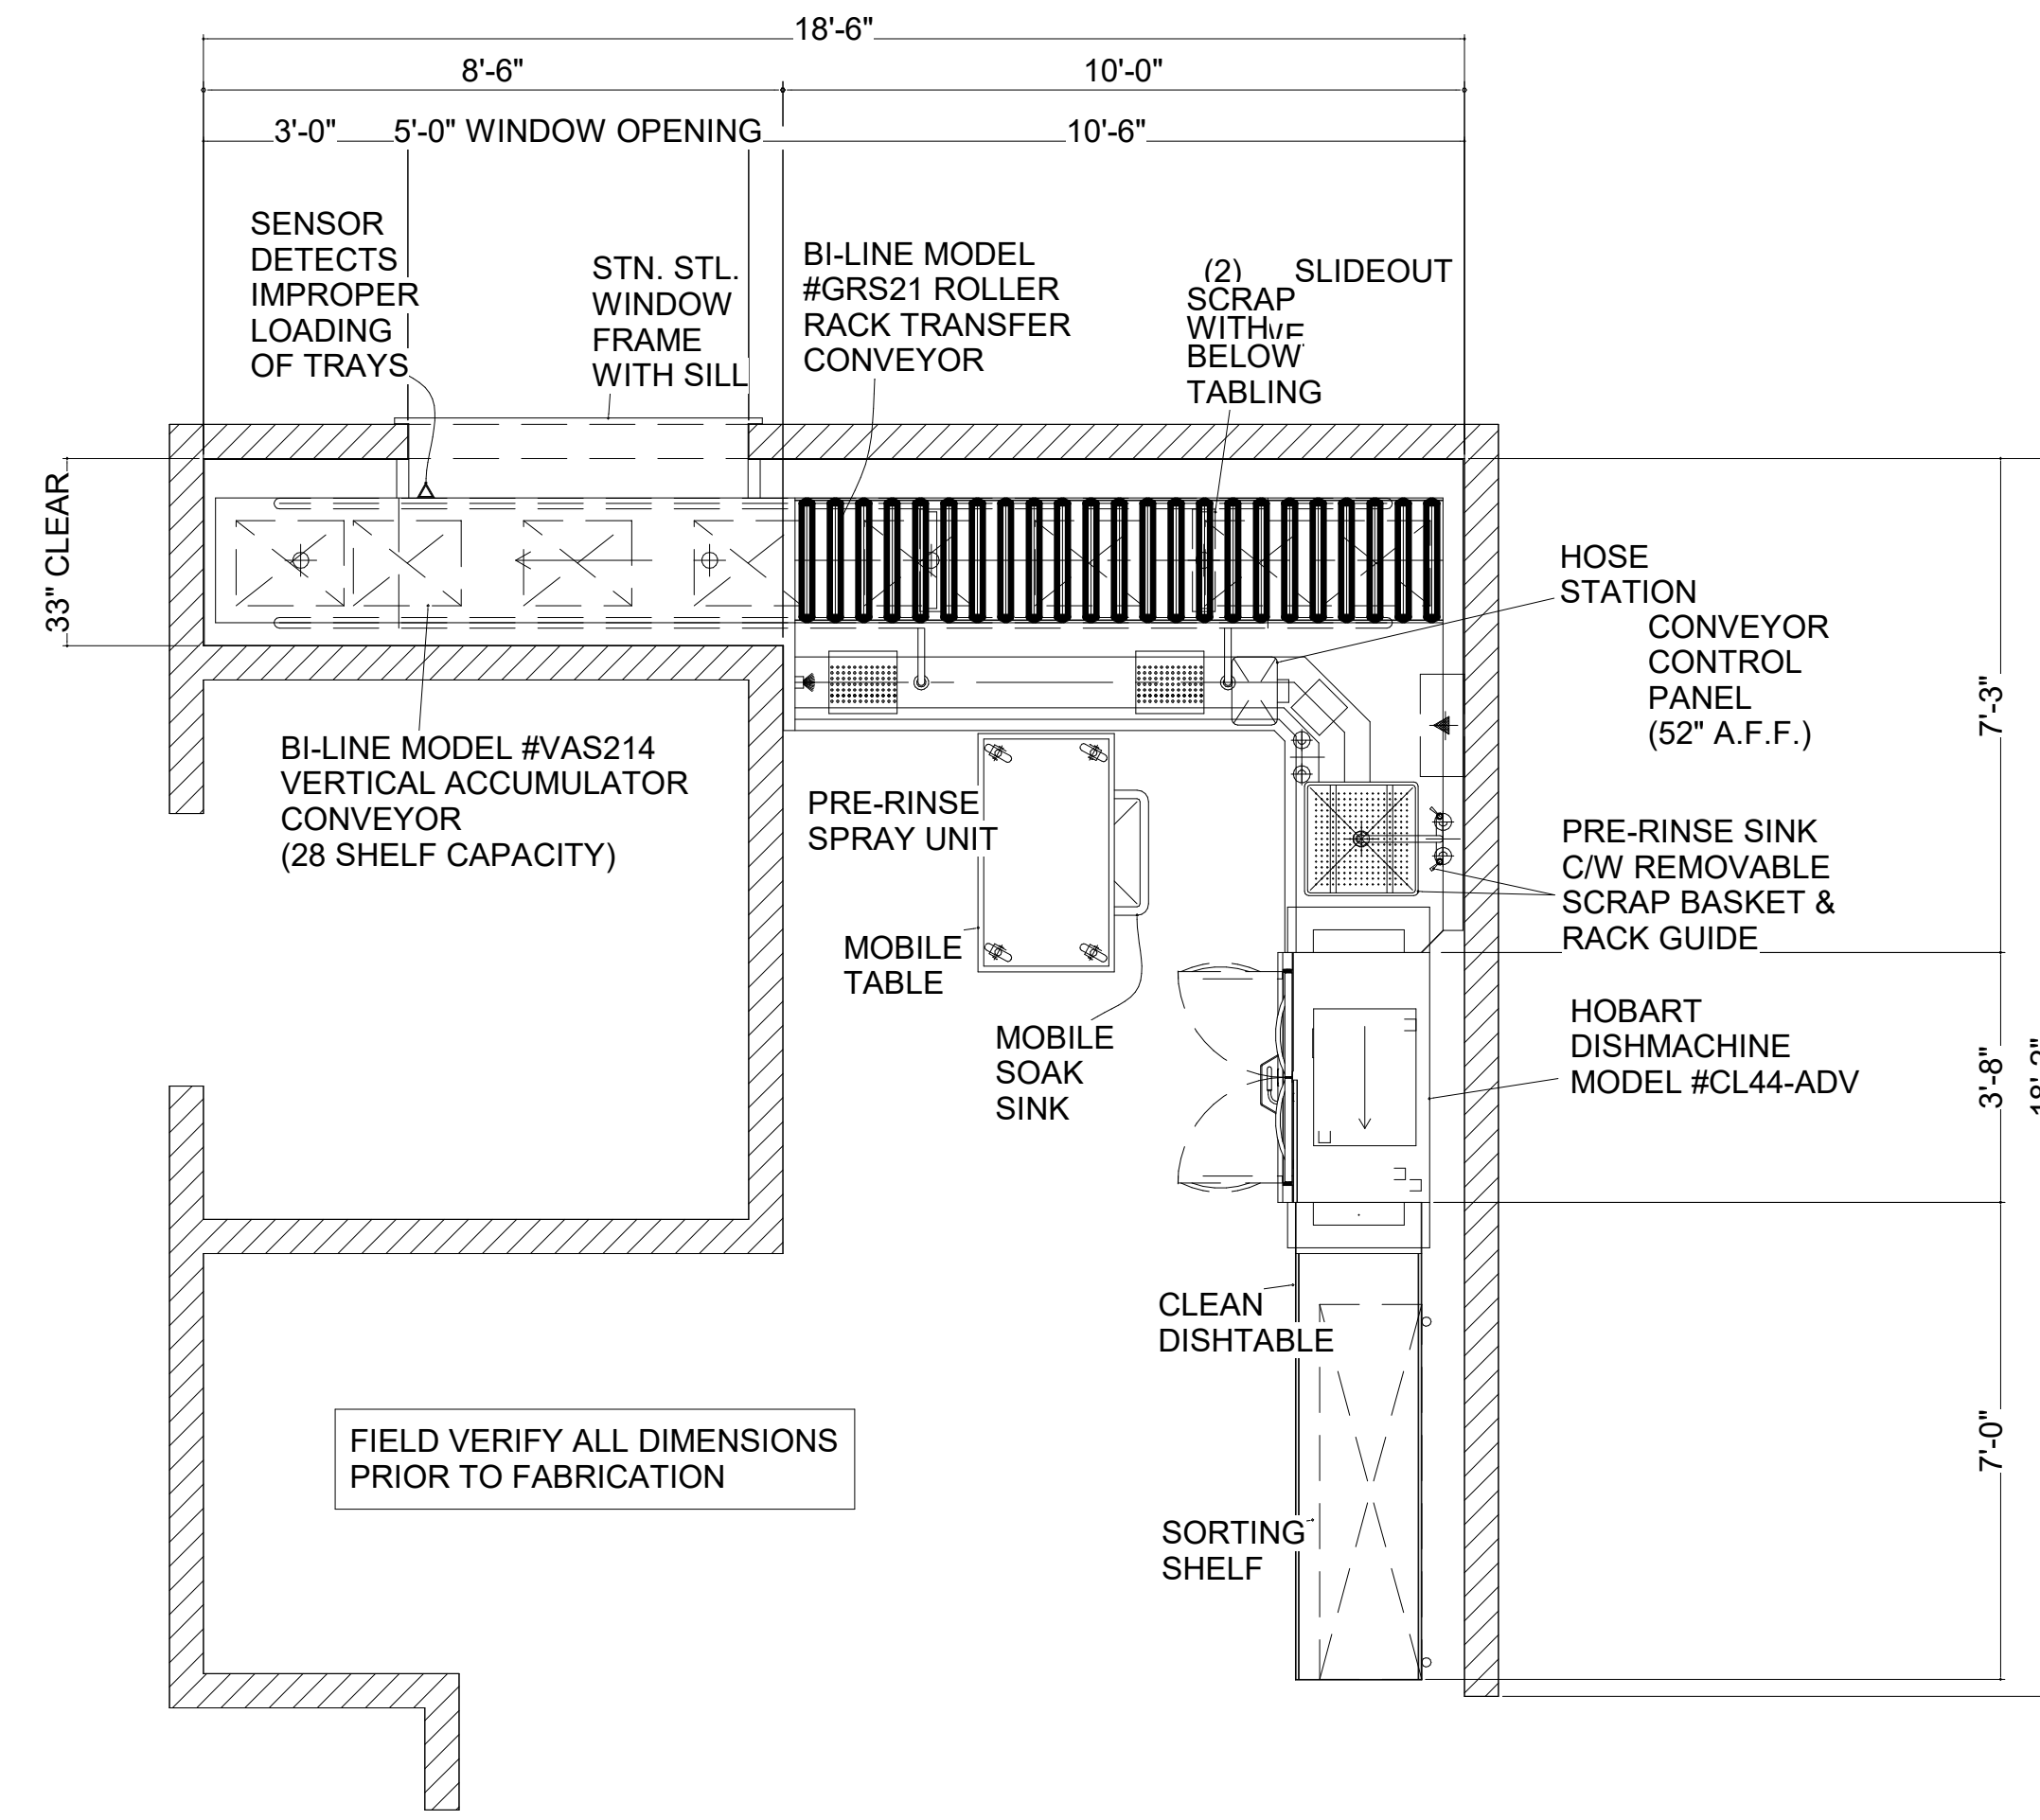 18'-6"
8'-6"
10'-0"
3'-0"
5'-0" WINDOW OPENING
10'-6"
SENSOR
DETECTS
IMPROPER
LOADING
OF TRAYS
STN. STL.
WINDOW
FRAME
WITH SILL
BI-LINE MODEL
#GRS21 ROLLER
RACK TRANSFER
CONVEYOR
(2) SLIDEOUT
SCRAP
WITH
BELOW
TABLING
33" CLEAR
HOSE
STATION
CONVEYOR
CONTROL
PANEL
(52" A.F.F.)
7'-3"
BI-LINE MODEL #VAS214
VERTICAL ACCUMULATOR
CONVEYOR
(28 SHELF CAPACITY)
PRE-RINSE
SPRAY UNIT
PRE-RINSE SINK
C/W REMOVABLE
SCRAP BASKET &
RACK GUIDE
MOBILE
TABLE
MOBILE
SOAK
SINK
HOBART
DISHMACHINE
MODEL #CL44-ADV
3'-8"
CLEAN
DISHTABLE
FIELD VERIFY ALL DIMENSIONS
PRIOR TO FABRICATION
7'-0"
SORTING
SHELF